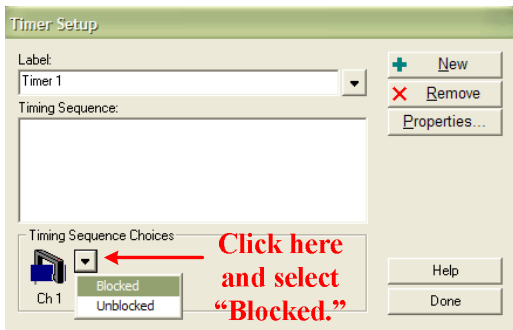 Timer Setup
Label:
Timer 1
New
Remove
Timing Sequence:
Properties...
Timing Sequence Choices
Ch 1
Blocked
Unblocked
Click here
and select
“Blocked.”
Help
Done